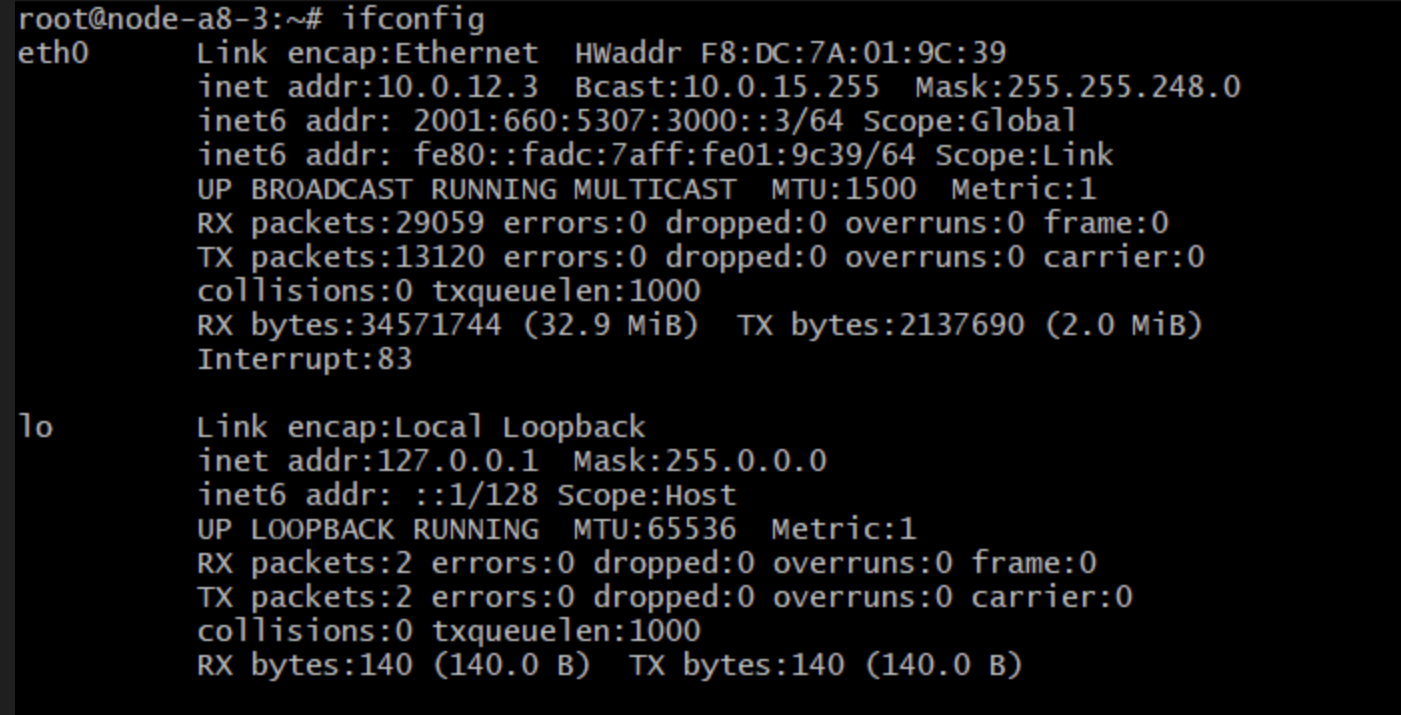 root@node-a8-3:~# ifconfig
eth0      Link encap:Ethernet  HWaddr F8:DC:7A:01:9C:39
          inet addr:10.0.12.3  Bcast:10.0.15.255  Mask:255.255.248.0
          inet6 addr: 2001:660:5307:3000::3/64 Scope:Global
          inet6 addr: fe80::fadc:7aff:fe01:9c39/64 Scope:Link
          UP BROADCAST RUNNING MULTICAST  MTU:1500  Metric:1
          RX packets:29059 errors:0 dropped:0 overruns:0 frame:0
          TX packets:13120 errors:0 dropped:0 overruns:0 carrier:0
          collisions:0 txqueuelen:1000
          RX bytes:34571744 (32.9 MiB)  TX bytes:2137690 (2.0 MiB)
          Interrupt:83

lo        Link encap:Local Loopback
          inet addr:127.0.0.1  Mask:255.0.0.0
          inet6 addr: ::1/128 Scope:Host
          UP LOOPBACK RUNNING  MTU:65536  Metric:1
          RX packets:2 errors:0 dropped:0 overruns:0 frame:0
          TX packets:2 errors:0 dropped:0 overruns:0 carrier:0
          collisions:0 txqueuelen:1000
          RX bytes:140 (140.0 B)  TX bytes:140 (140.0 B)